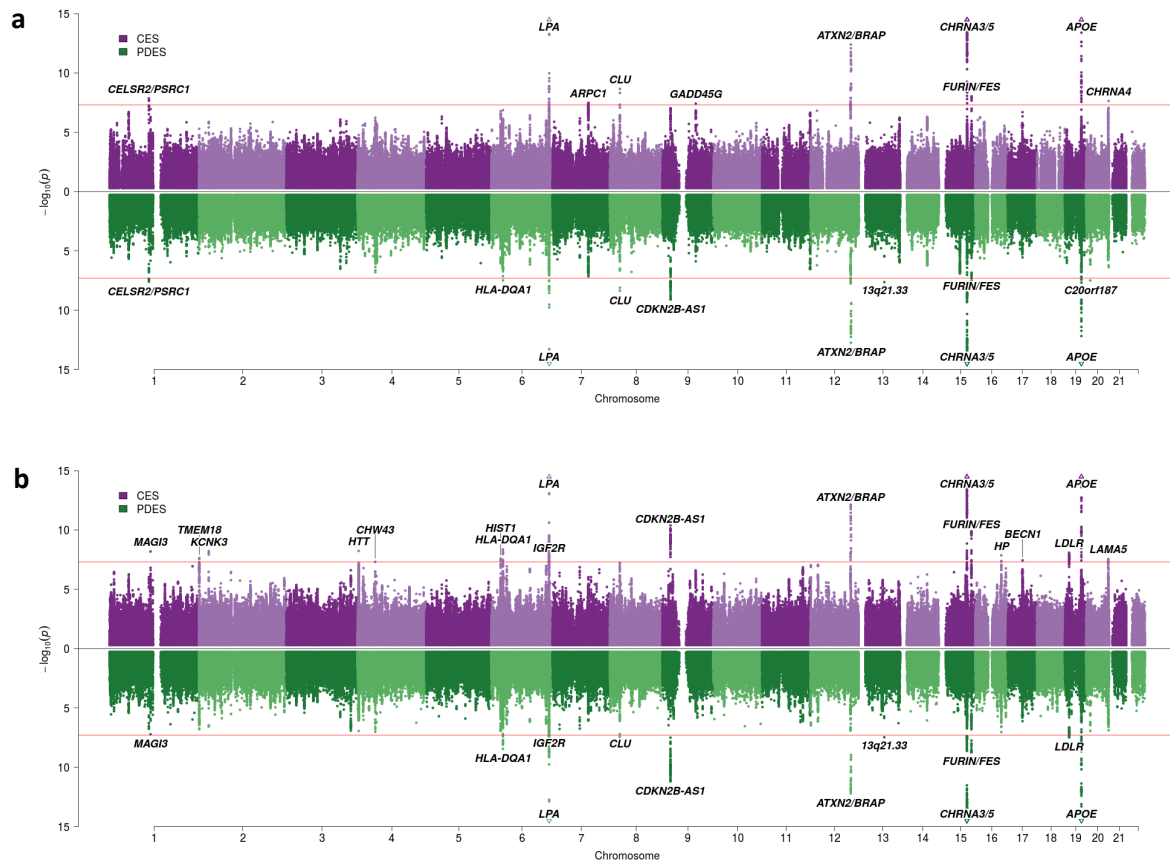 a
15
10
5
0
5
10
15
−log10(p)
CES
PDES
LPA
ATXN2/BRAP
CHRNA3/5
APOE
CELSR2/PSRC1
ARPC1
CLU
GADD45G
FURIN/FES
CHRNA4
CELSR2/PSRC1
HLA-DQA1
CLU
CDKN2B-AS1
13q21.33
FURIN/FES
C20orf187
LPA
ATXN2/BRAP
CHRNA3/5
APOE
1 2 3 4 5 6 7 8 9 10 11 12 13 14 15 16 17 18 19 20 21
Chromosome
b
15
10
5
0
5
10
15
−log10(p)
CES
PDES
LPA
ATXN2/BRAP
CHRNA3/5
APOE
MAGI3
TMEM18
KCNK3
CHW43
HTT
HIST1
HLA-DQA1
IGF2R
CDKN2B-AS1
FURIN/FES
HP
BECN1
LDLR
LAMA5
MAGI3
HLA-DQA1
IGF2R
CLU
CDKN2B-AS1
13q21.33
FURIN/FES
LDLR
LPA
ATXN2/BRAP
CHRNA3/5
APOE
1 2 3 4 5 6 7 8 9 10 11 12 13 14 15 16 17 18 19 20 21
Chromosome